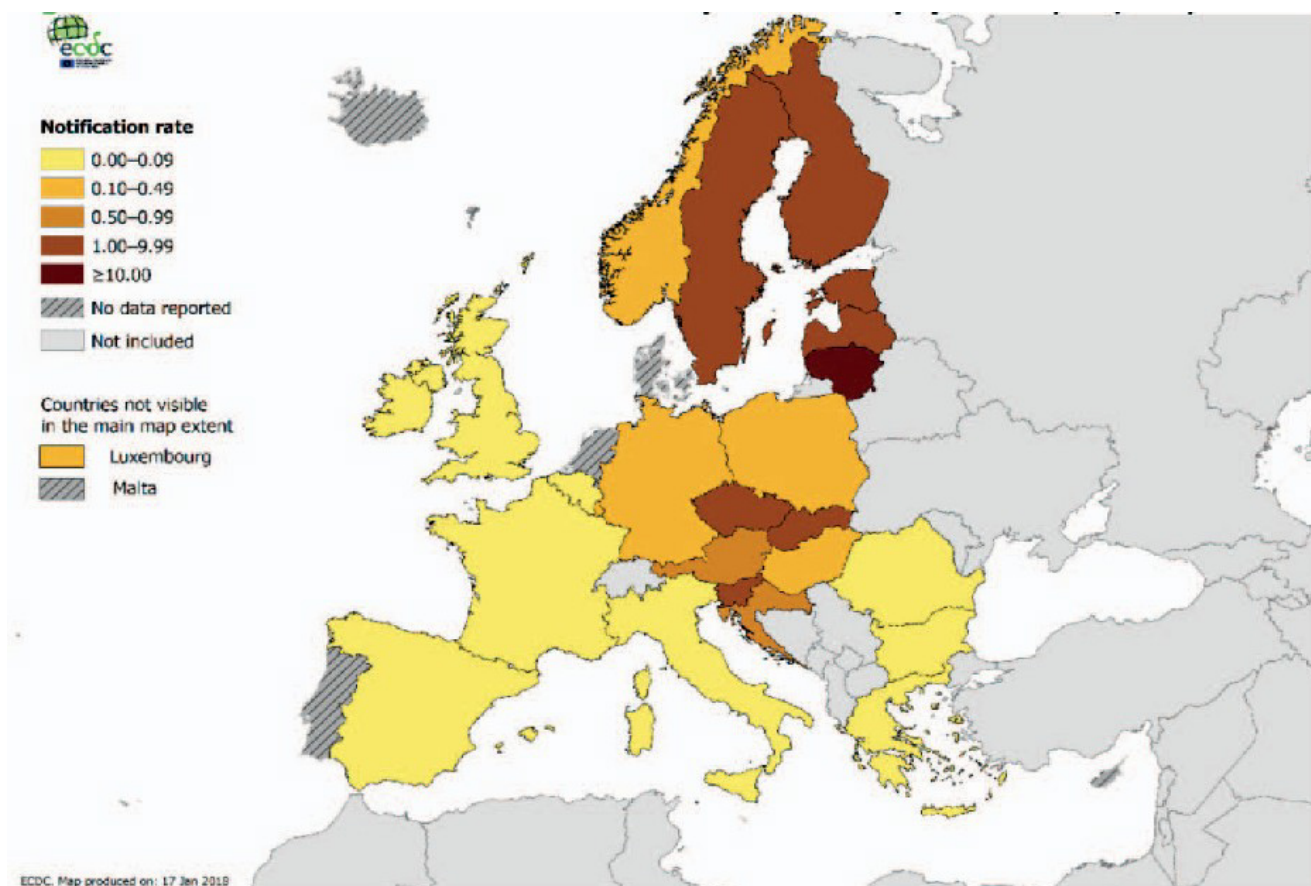 ecdc
Notification rate
0.00–0.09
0.10–0.49
0.50–0.99
1.00–9.99
≥10.00
No data reported
Not included
Countries not visible
in the main map extent
Luxembourg
Malta
ECDC. Map produced on: 17 Jan 2018